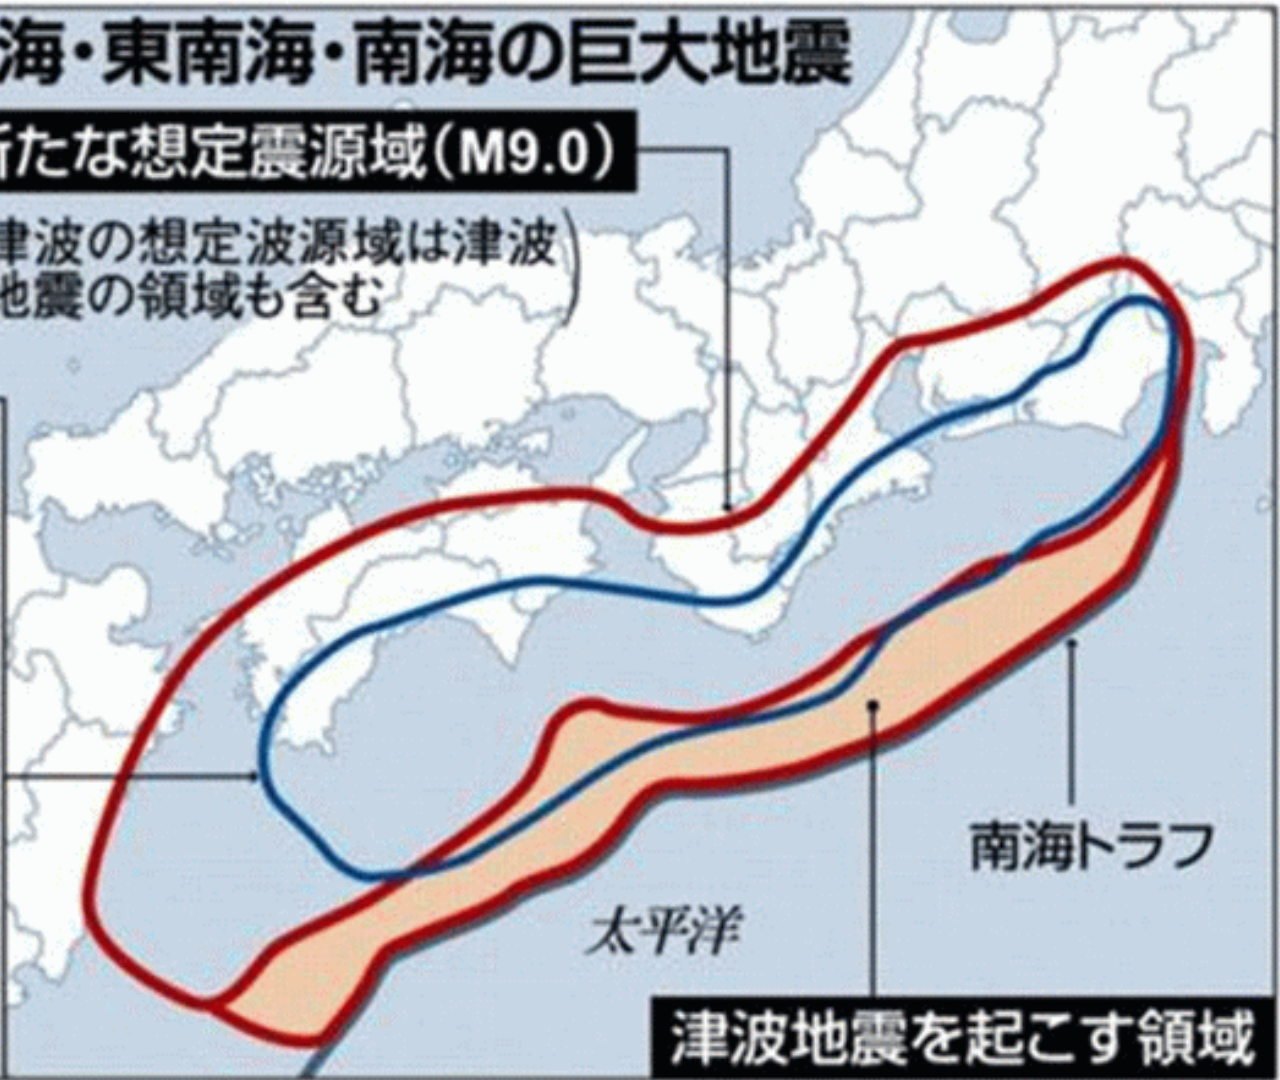 海・東南海・南海の巨大地震
新たな想定震源域(M9.0)
津波の想定波源域は津波
地震の領域も含む)
南海トラフ
太平洋
津波地震を起こす領域